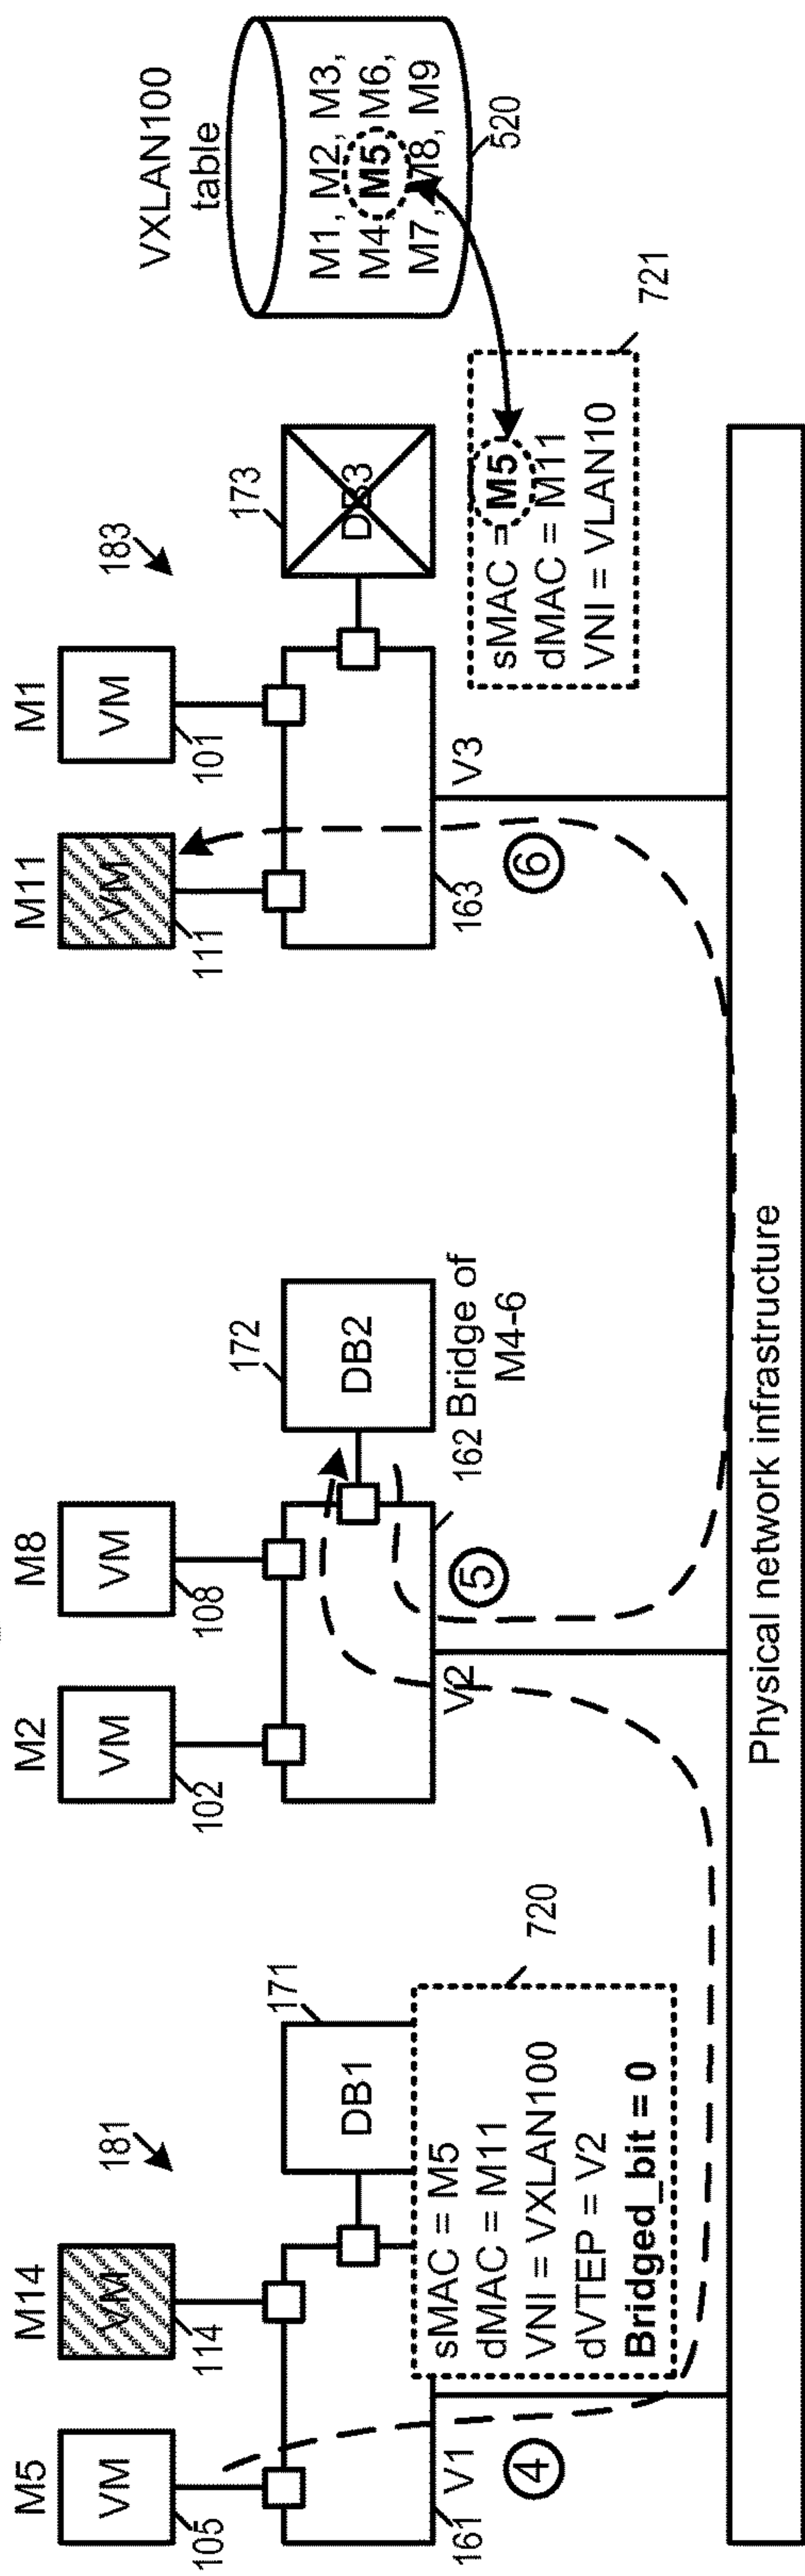 M5
VM
105
M14
VM
114
181
M2
VM
102
M8
VM
108
M11
VM
111
M1
VM
101
183
VXLAN100
table
M1, M2, M3,
M4, M5, M6,
M7, M8, M9
520
DB1
171
DB2
172
DB3
173
V1
161
V2
162
Bridge of
M4-6
163
V3
sMAC = M5
dMAC = M11
VNI = VXLAN100
dVTEP = V2
Bridged_bit = 0
720
sMAC = M5
dMAC = M11
VNI = VLAN10
721
4
5
6
Physical network infrastructure